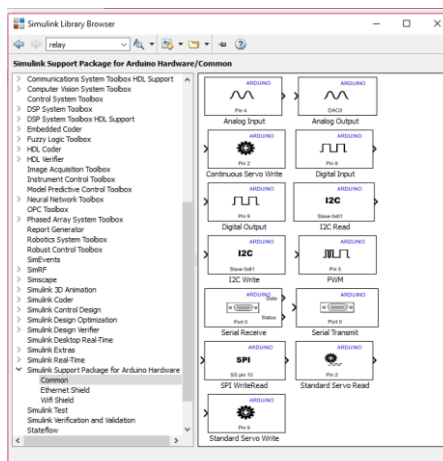 Simulink Library Browser
relay
Simulink Support Package for Arduino Hardware/Common
Communications System Toolbox HDL Support
Computer Vision System Toolbox
Control System Toolbox
DSP System Toolbox
DSP System Toolbox HDL Support
Embedded Coder
Fuzzy Logic Toolbox
HDL Coder
HDL Verifier
Image Acquisition Toolbox
Instrument Control Toolbox
Model Predictive Control Toolbox
Neural Network Toolbox
OPC Toolbox
Phased Array System Toolbox
Report Generator
Robotics System Toolbox
Robust Control Toolbox
SimEvents
SimRF
Simscape
Simulink 3D Animation
Simulink Coder
Simulink Control Design
Simulink Design Optimization
Simulink Design Verifier
Simulink Desktop Real-Time
Simulink Extras
Simulink Real-Time
Simulink Support Package for Arduino Hardware
Common
Ethernet Shield
Wifi Shield
Simulink Test
Simulink Verification and Validation
Stateflow
ARDUINO ARDUINO
Pin 4 DAC0
Analog Input Analog Output
ARDUINO ARDUINO
Pin 2 Pin 8
Continuous Servo Write Digital Input
ARDUINO ARDUINO
I2C
Pin 9 Slave 0x61
Digital Output I2C Read
ARDUINO ARDUINO
I2C
Slave 0x61 Pin 5
I2C Write PWM
ARDUINO ARDUINO
Data
Status
Port 0 Port 0
Serial Receive Serial Transmit
ARDUINO ARDUINO
SPI
SS pin 10 Pin 2
SPI WriteRead Standard Servo Read
ARDUINO
Pin 9
Standard Servo Write